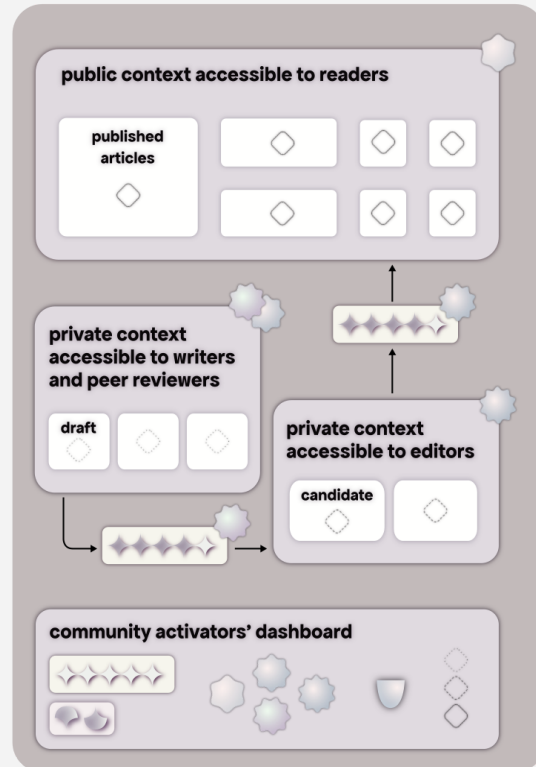 public context accessible to readers
published
articles
private context
accessible to writers
and peer reviewers
draft
private context
accessible to editors
candidate
community activators’ dashboard